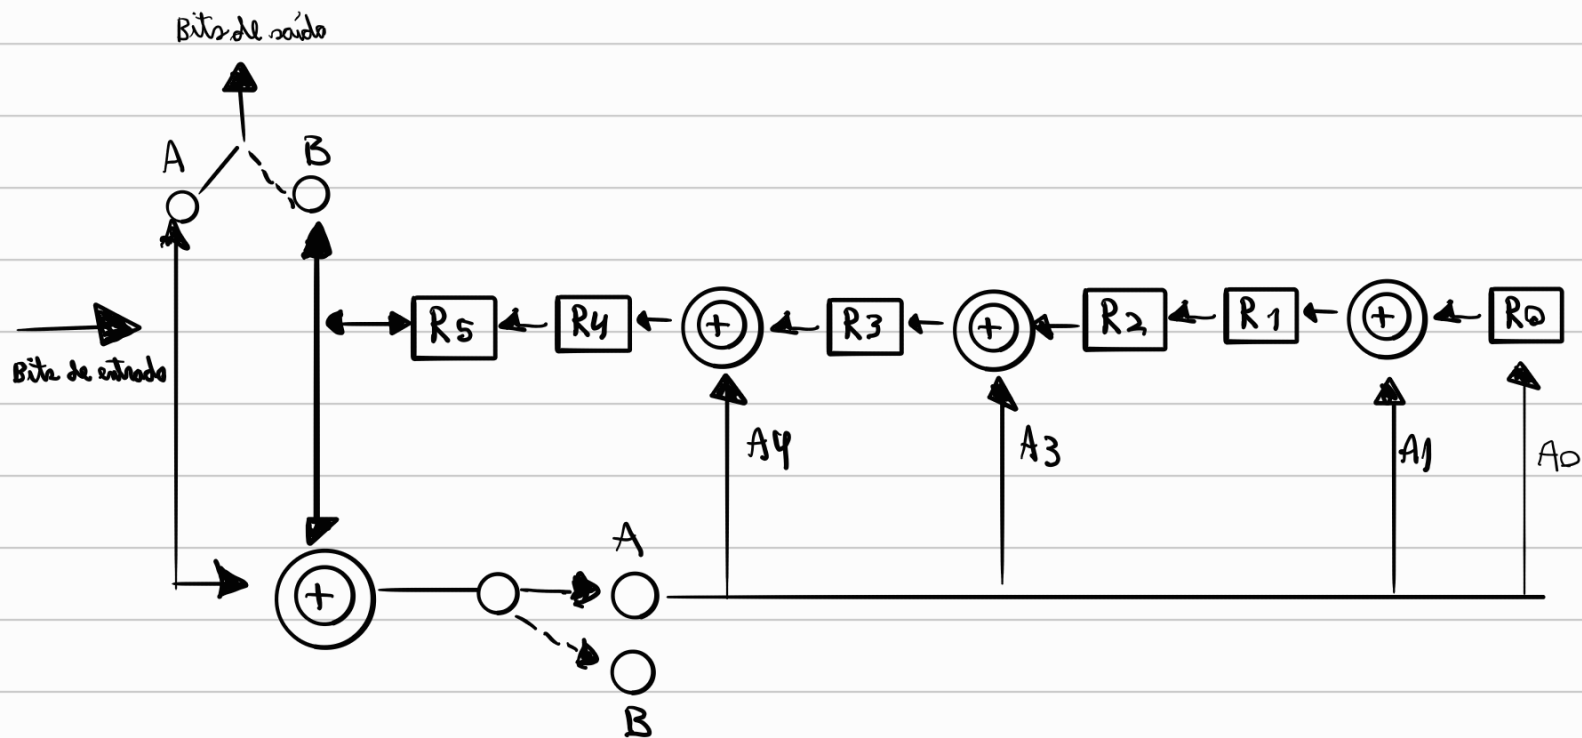 Bits de saída
A
B
Bits de entrada
R5
R4
+
R3
+
R2
R1
+
R0
A4
A3
A1
A0
+
A
B